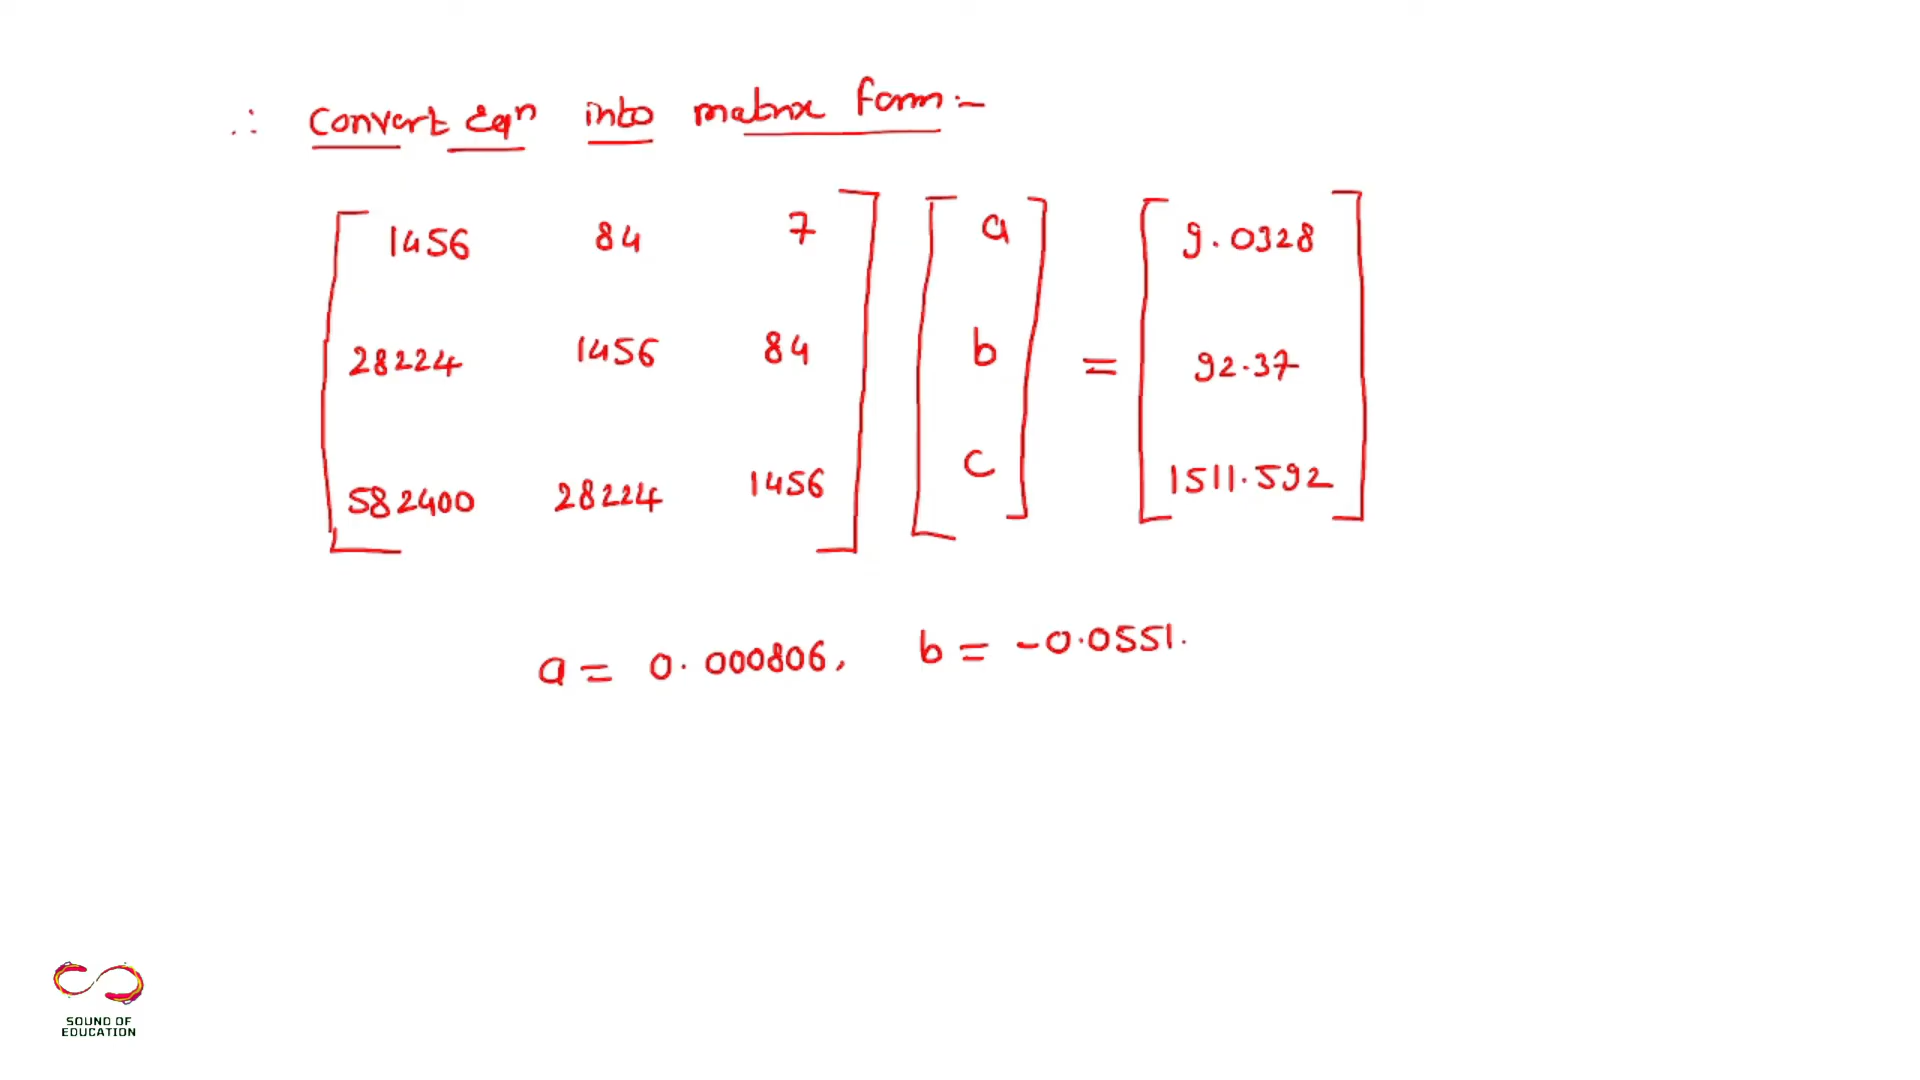 ∴ Convert Eqn into matrix form :-
1456 84 7 a 9.0328
28224 1456 84 b = 92.37
582400 28224 1456 c 1511.592
a = 0.000806, b = -0.0551.
SOUND OF
EDUCATION